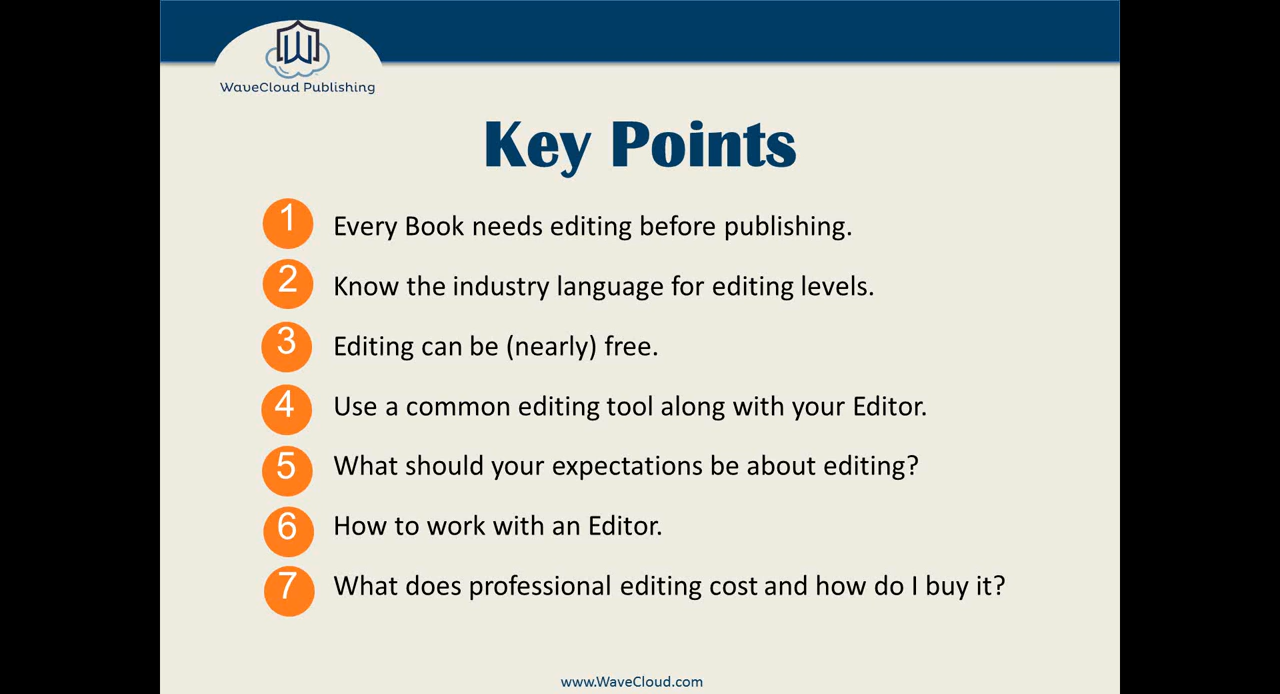 W
WaveCloud Publishing
Key Points
1 Every Book needs editing before publishing.
2 Know the industry language for editing levels.
3 Editing can be (nearly) free.
4 Use a common editing tool along with your Editor.
5 What should your expectations be about editing?
6 How to work with an Editor.
7 What does professional editing cost and how do I buy it?
www.WaveCloud.com